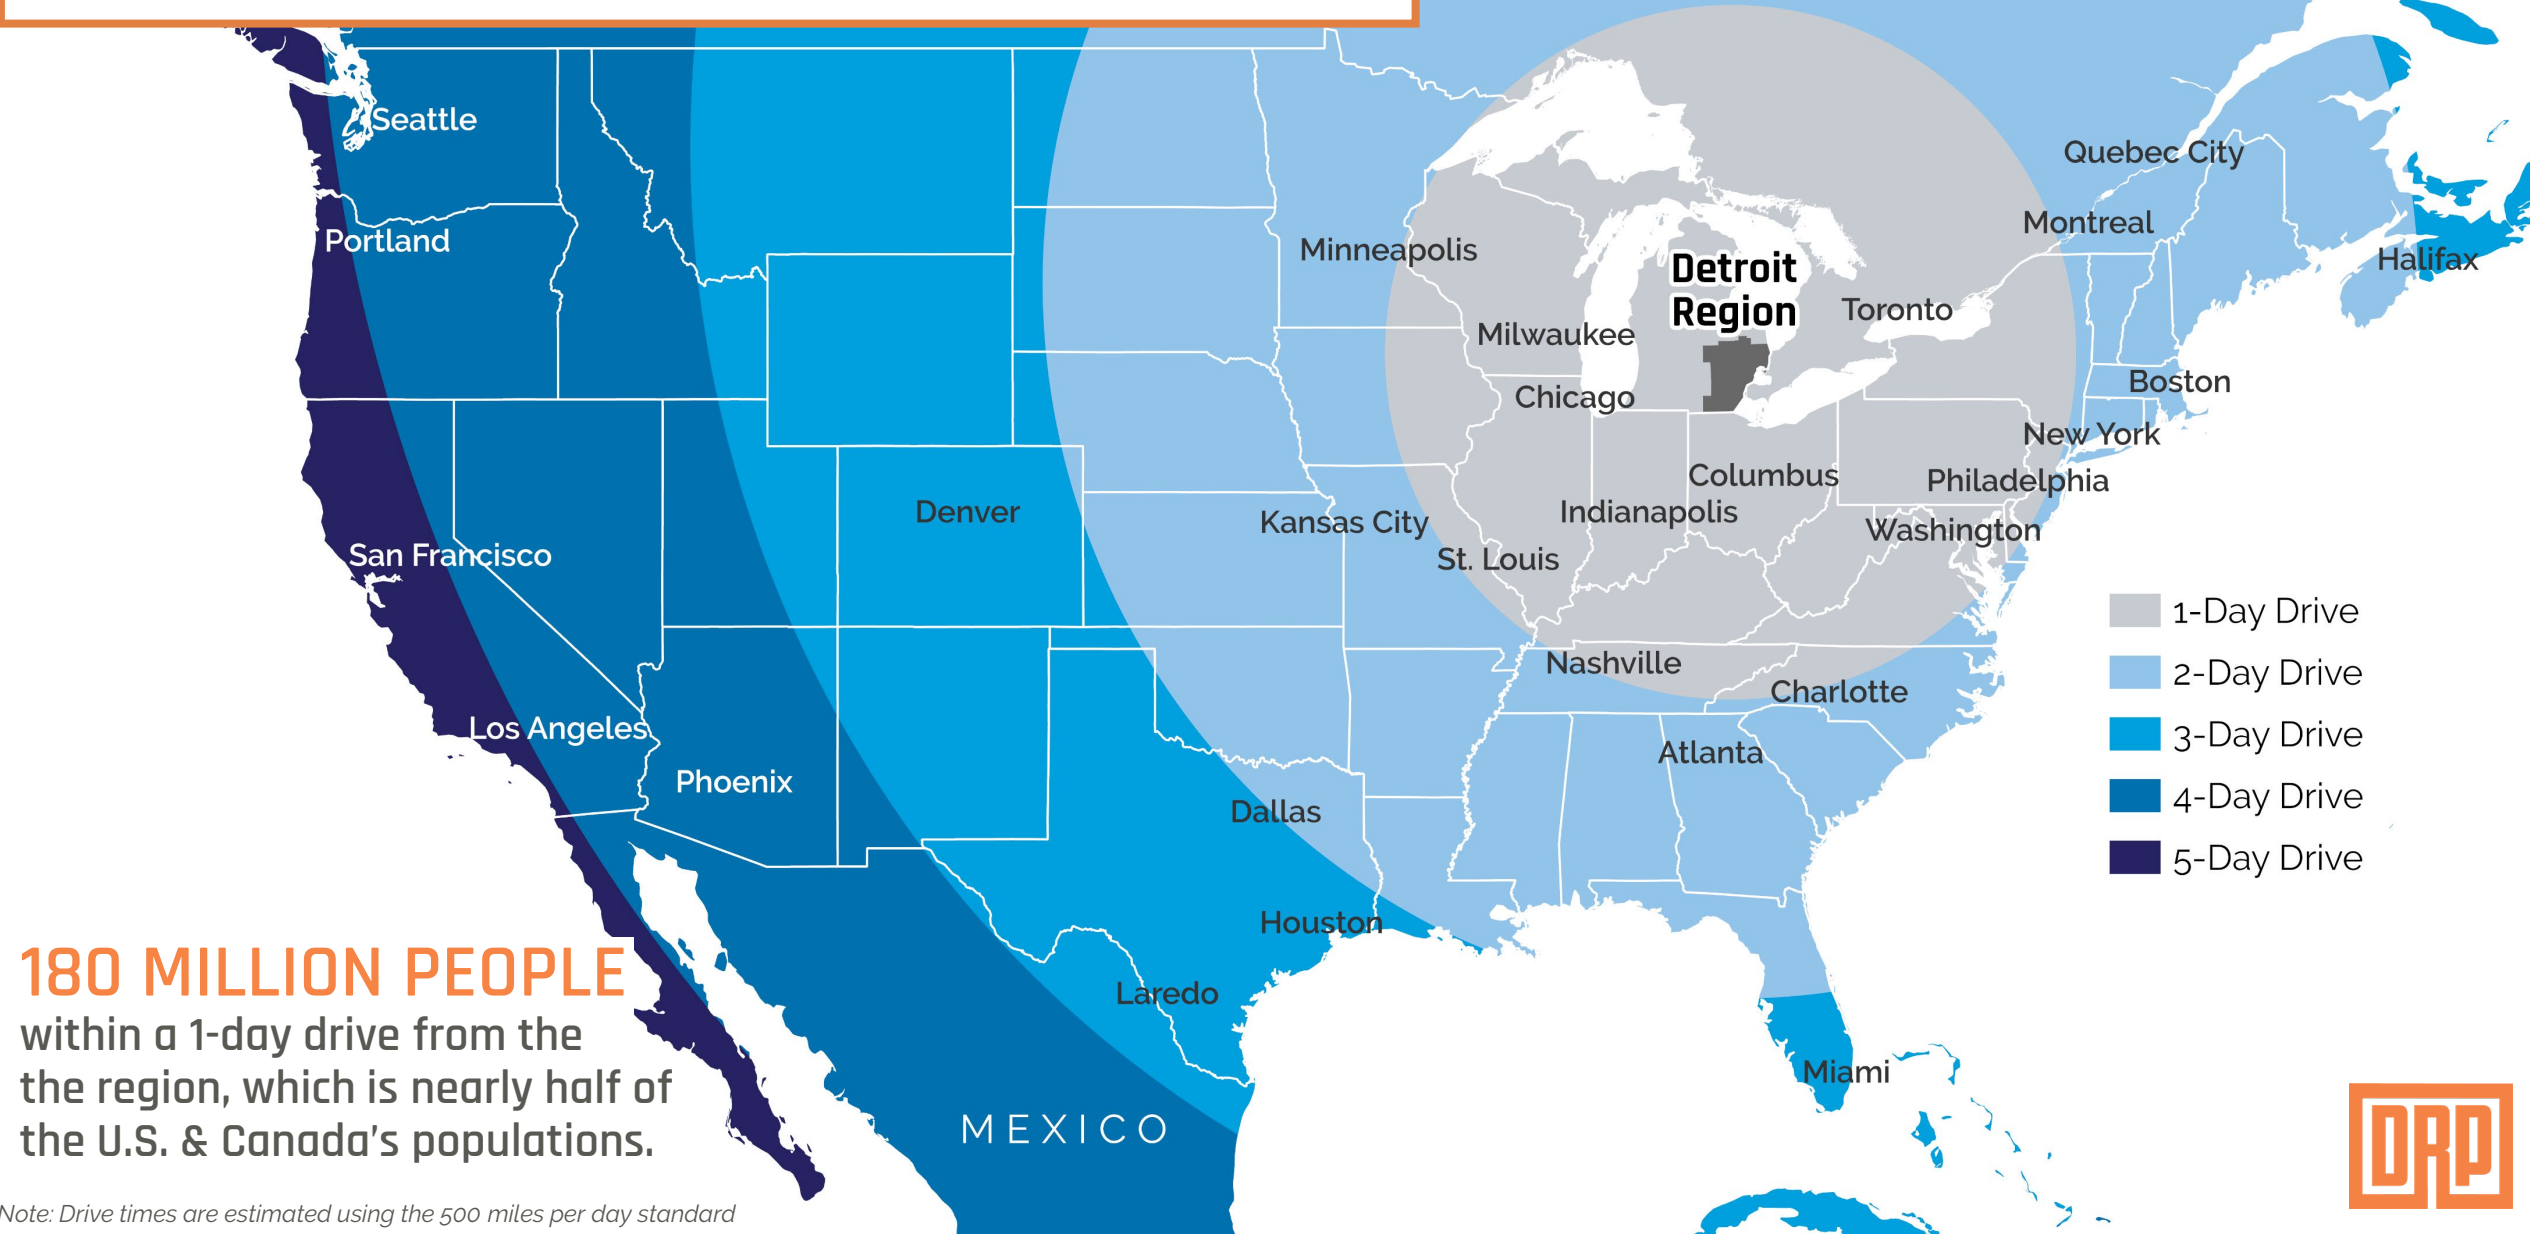 Seattle
Portland
San Francisco
Los Angeles
Phoenix
Denver
Minneapolis
Milwaukee
Chicago
Detroit
Region
Toronto
Quebec City
Montreal
Halifax
Boston
New York
Philadelphia
Washington
Columbus
Indianapolis
Kansas City
St. Louis
Nashville
Charlotte
Atlanta
Dallas
Houston
Laredo
Miami
MEXICO
1-Day Drive
2-Day Drive
3-Day Drive
4-Day Drive
5-Day Drive
180 MILLION PEOPLE
within a 1-day drive from the
the region, which is nearly half of
the U.S. & Canada's populations.
Note: Drive times are estimated using the 500 miles per day standard
DRP